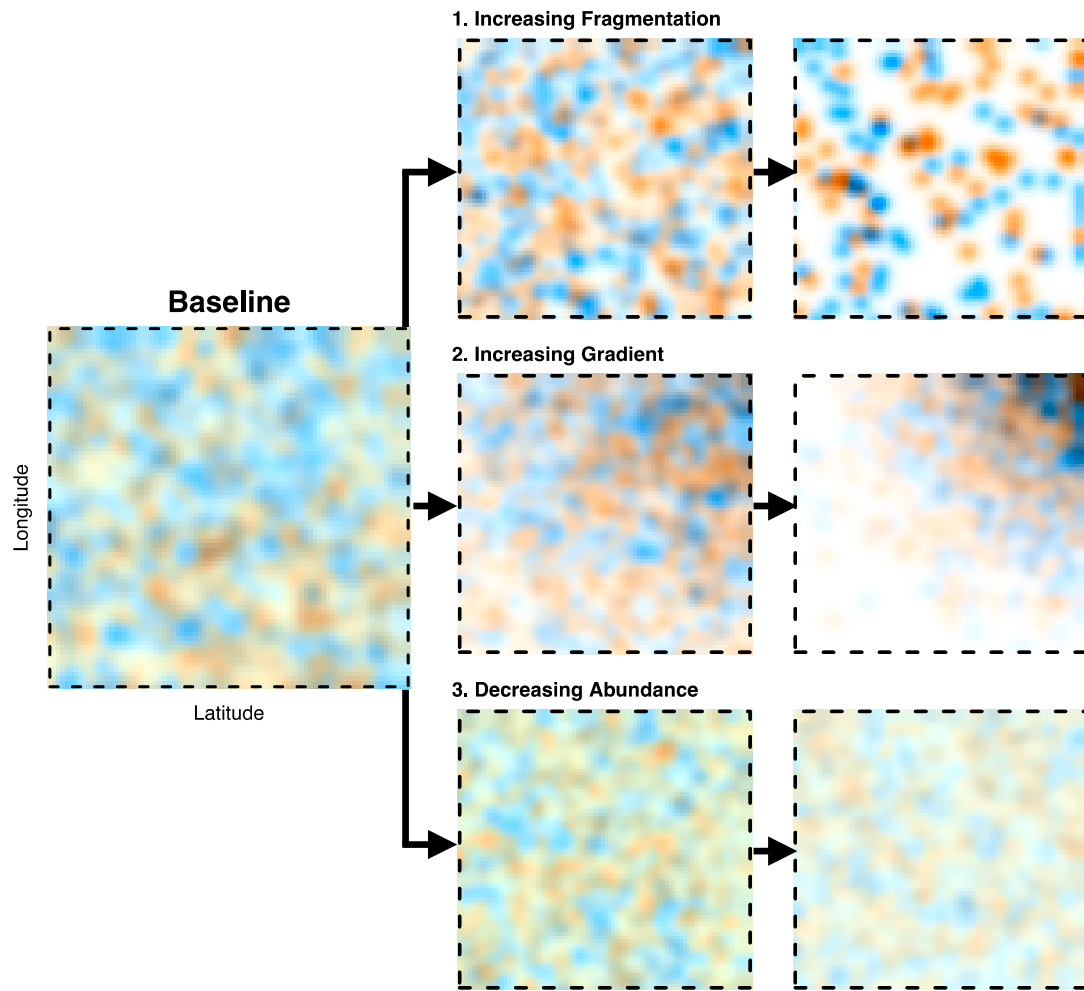 1. Increasing Fragmentation
Baseline
2. Increasing Gradient
Longitude
3. Decreasing Abundance
Latitude